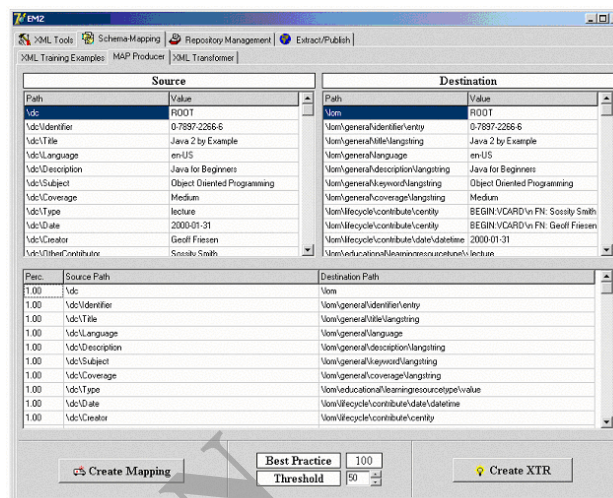 EMZ
XML Tools Schema-Mapping Repository Management Extract/Publish
XML Training Examples MAP Producer XML Transformer
Source Destination
Path Value Path Value
\dc ROOT \lom ROOT
\dc\Identifier 0-7897-2266-6 \lom\general\identifier\entry 0-7897-2266-6
\dc\Title Java 2 by Example \lom\general\title\langstring Java 2 by Example
\dc\Language en-US \lom\general\language en-US
\dc\Description Java for Beginners \lom\general\description\langstring Java for Beginners
\dc\Subject Object Oriented Programming \lom\general\keyword\langstring Object Oriented Programming
\dc\Coverage Medium \lom\general\coverage\langstring Medium
\dc\Type lecture \lom\lifecycle\contribute\centity BEGIN:VCARD\n FN: Sossity Smith
\dc\Date 2000-01-31 \lom\lifecycle\contribute\centity BEGIN:VCARD\n FN: Geoff Friesen
\dc\Creator Geoff Friesen \lom\lifecycle\contribute\date\datetime 2000-01-31
\dc\OtherContributor Sossity Smith \lom\educational\learningresourcetype\ lecture
Perc. Source Path Destination Path
1.00 \dc \lom
1.00 \dc\Identifier \lom\general\identifier\entry
1.00 \dc\Title \lom\general\title\langstring
1.00 \dc\Language \lom\general\language
1.00 \dc\Description \lom\general\description\langstring
1.00 \dc\Subject \lom\general\keyword\langstring
1.00 \dc\Coverage \lom\general\coverage\langstring
1.00 \dc\Type \lom\educational\learningresourcetype\value
1.00 \dc\Date \lom\lifecycle\contribute\date\datetime
1.00 \dc\Creator \lom\lifecycle\contribute\centity
Create Mapping Best Practice 100 Create XTR
Threshold 50